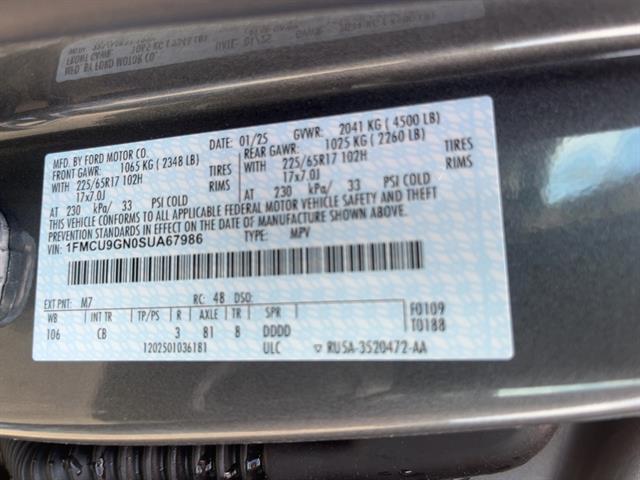 MFD. BY FORD MOTOR CO.
DATE: 01/25 GVWR: 2041 KG ( 4500 LB)
FRONT GAWR: 1065 KG ( 2348 LB) REAR GAWR: 1025 KG ( 2260 LB)
WITH 225/65R17 102H TIRES WITH 225/65R17 102H TIRES
17x7.0J RIMS 17x7.0J RIMS
AT 230 kPa/ 33 PSI COLD AT 230 kPa/ 33 PSI COLD
THIS VEHICLE CONFORMS TO ALL APPLICABLE FEDERAL MOTOR VEHICLE SAFETY AND THEFT
PREVENTION STANDARDS IN EFFECT ON THE DATE OF MANUFACTURE SHOWN ABOVE.
VIN: 1FMCU9GN0SUA67986 TYPE: MPV
EXT PNT: M7 RC: 48 DSO: F0109
WB INT TR TP/PS R AXLE TR SPR T0188
106 CB 3 81 8 DDDD
1202501036181 ULC ▽ RU5A-3520472-AA